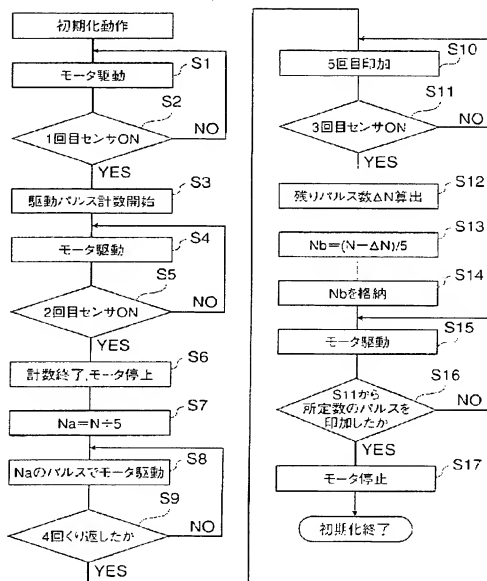 初期化動作
S1
モータ駆動
S2
1回目センサON
NO
YES
S3
駆動パルス計数開始
S4
モータ駆動
S5
2回目センサON
NO
YES
S6
計数終了,モータ停止
S7
Na=N÷5
S8
Naのパルスでモータ駆動
S9
4回くり返したか
NO
YES
S10
5回目印加
S11
3回目センサON
NO
YES
S12
残りパルス数ΔN算出
S13
Nb=(N−ΔN)/5
S14
Nbを格納
S15
モータ駆動
S16
S11から
所定数のパルスを
印加したか
NO
YES
S17
モータ停止
初期化終了